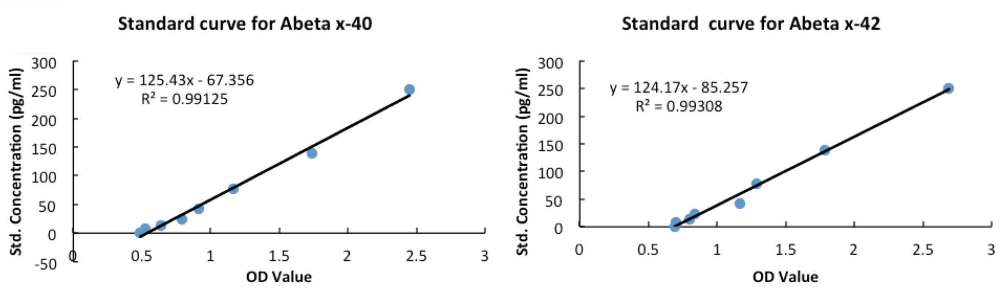 Standard curve for Abeta x-40
Std. Concentration (pg/ml)
300
250
200
150
100
50
0
-50
y = 125.43x - 67.356
R² = 0.99125
0 0.5 1 1.5 2 2.5 3
OD Value
Standard curve for Abeta x-42
Std. Concentration (pg/ml)
300
250
200
150
100
50
0
y = 124.17x - 85.257
R² = 0.99308
0 0.5 1 1.5 2 2.5 3
OD Value